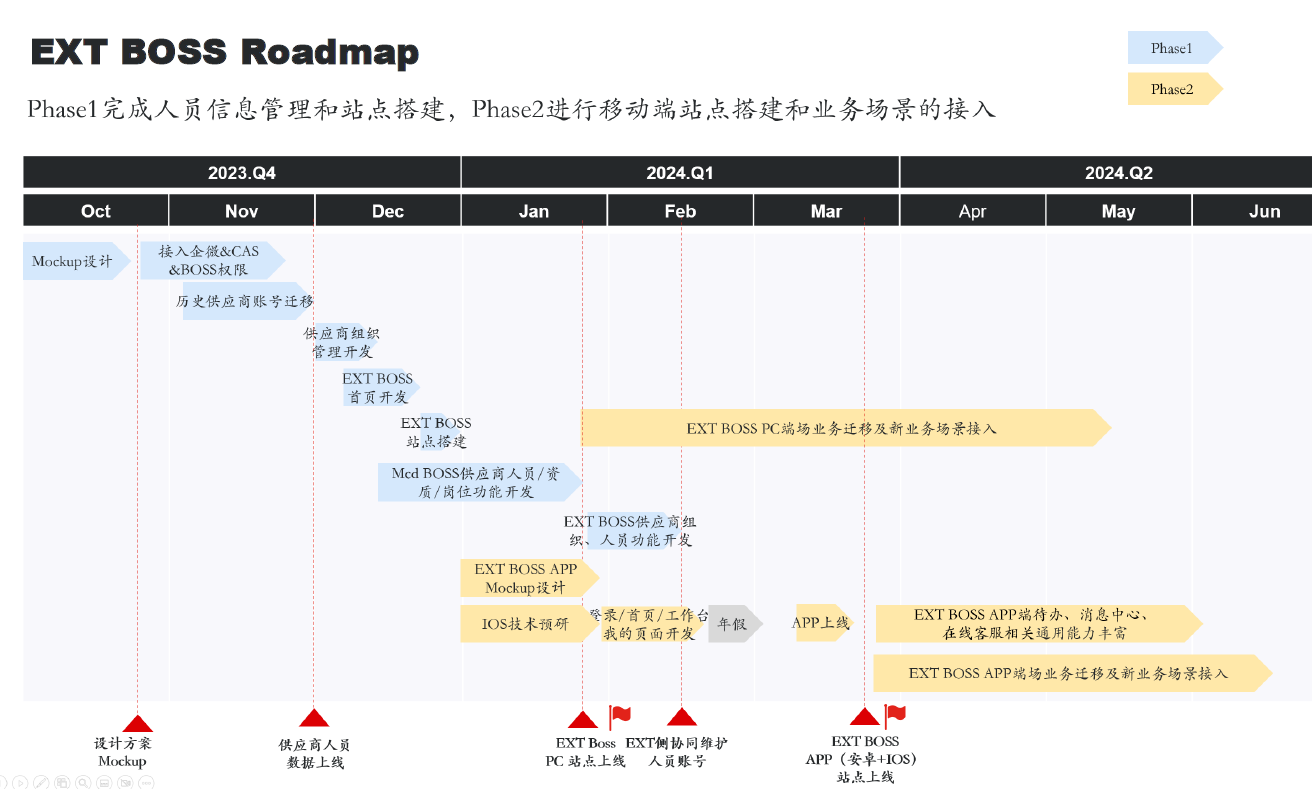 EXT BOSS Roadmap
Phase1
Phase2
Phase1完成人员信息管理和站点搭建，Phase2进行移动端站点搭建和业务场景的接入
2023.Q4
2024.Q1
2024.Q2
Oct
Nov
Dec
Jan
Feb
Mar
Apr
May
Jun
Mockup设计
接入企微&CAS
&BOSS权限
历史供应商账号迁移
供应商组织
管理开发
EXT BOSS
首页开发
EXT BOSS
站点搭建
EXT BOSS PC端场业务迁移及新业务场景接入
Med BOSS供应商人员/资
质/岗位功能开发
EXT BOSS供应商组
织、人员功能开发
EXT BOSS APP
Mockup设计
IOS技术预研
登录/首页/工作台
我的页面开发
年假
APP上线
EXT BOSS APP端待办、消息中心、
在线客服相关通用能力丰富
EXT BOSS APP端场业务迁移及新业务场景接入
设计方案
Mockup
供应商人员
数据上线
EXT Boss
PC 站点上线
EXT侧协同维护
人员账号
EXT BOSS
APP（安卓+IOS）
站点上线